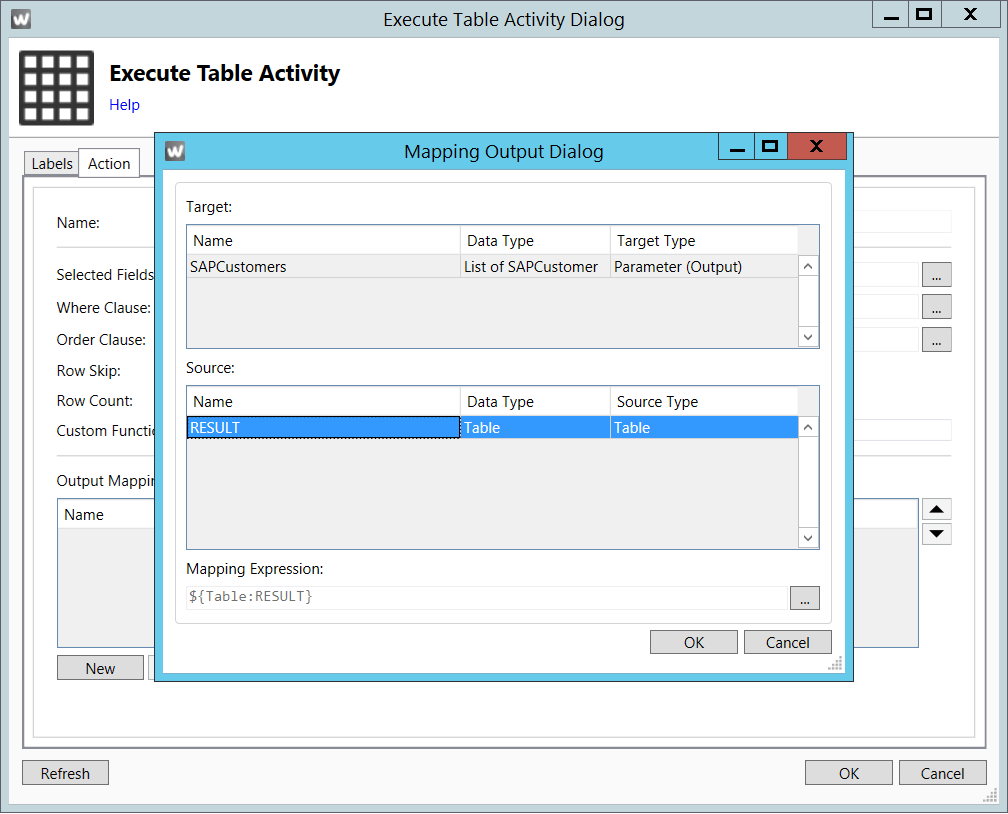 Execute Table Activity Dialog
Execute Table Activity
Help
Labels
Action
Name:
Selected Fields
Where Clause:
...
Order Clause:
...
...
Row Skip:
Row Count:
Custom Functio
Output Mappin
Name
New
Mapping Output Dialog
Target:
Name Data Type Target Type
SAPCustomers List of SAPCustomer Parameter (Output)
Source:
Name Data Type Source Type
RESULT Table Table
Mapping Expression:
${Table:RESULT}
...
OK Cancel
Refresh
OK Cancel